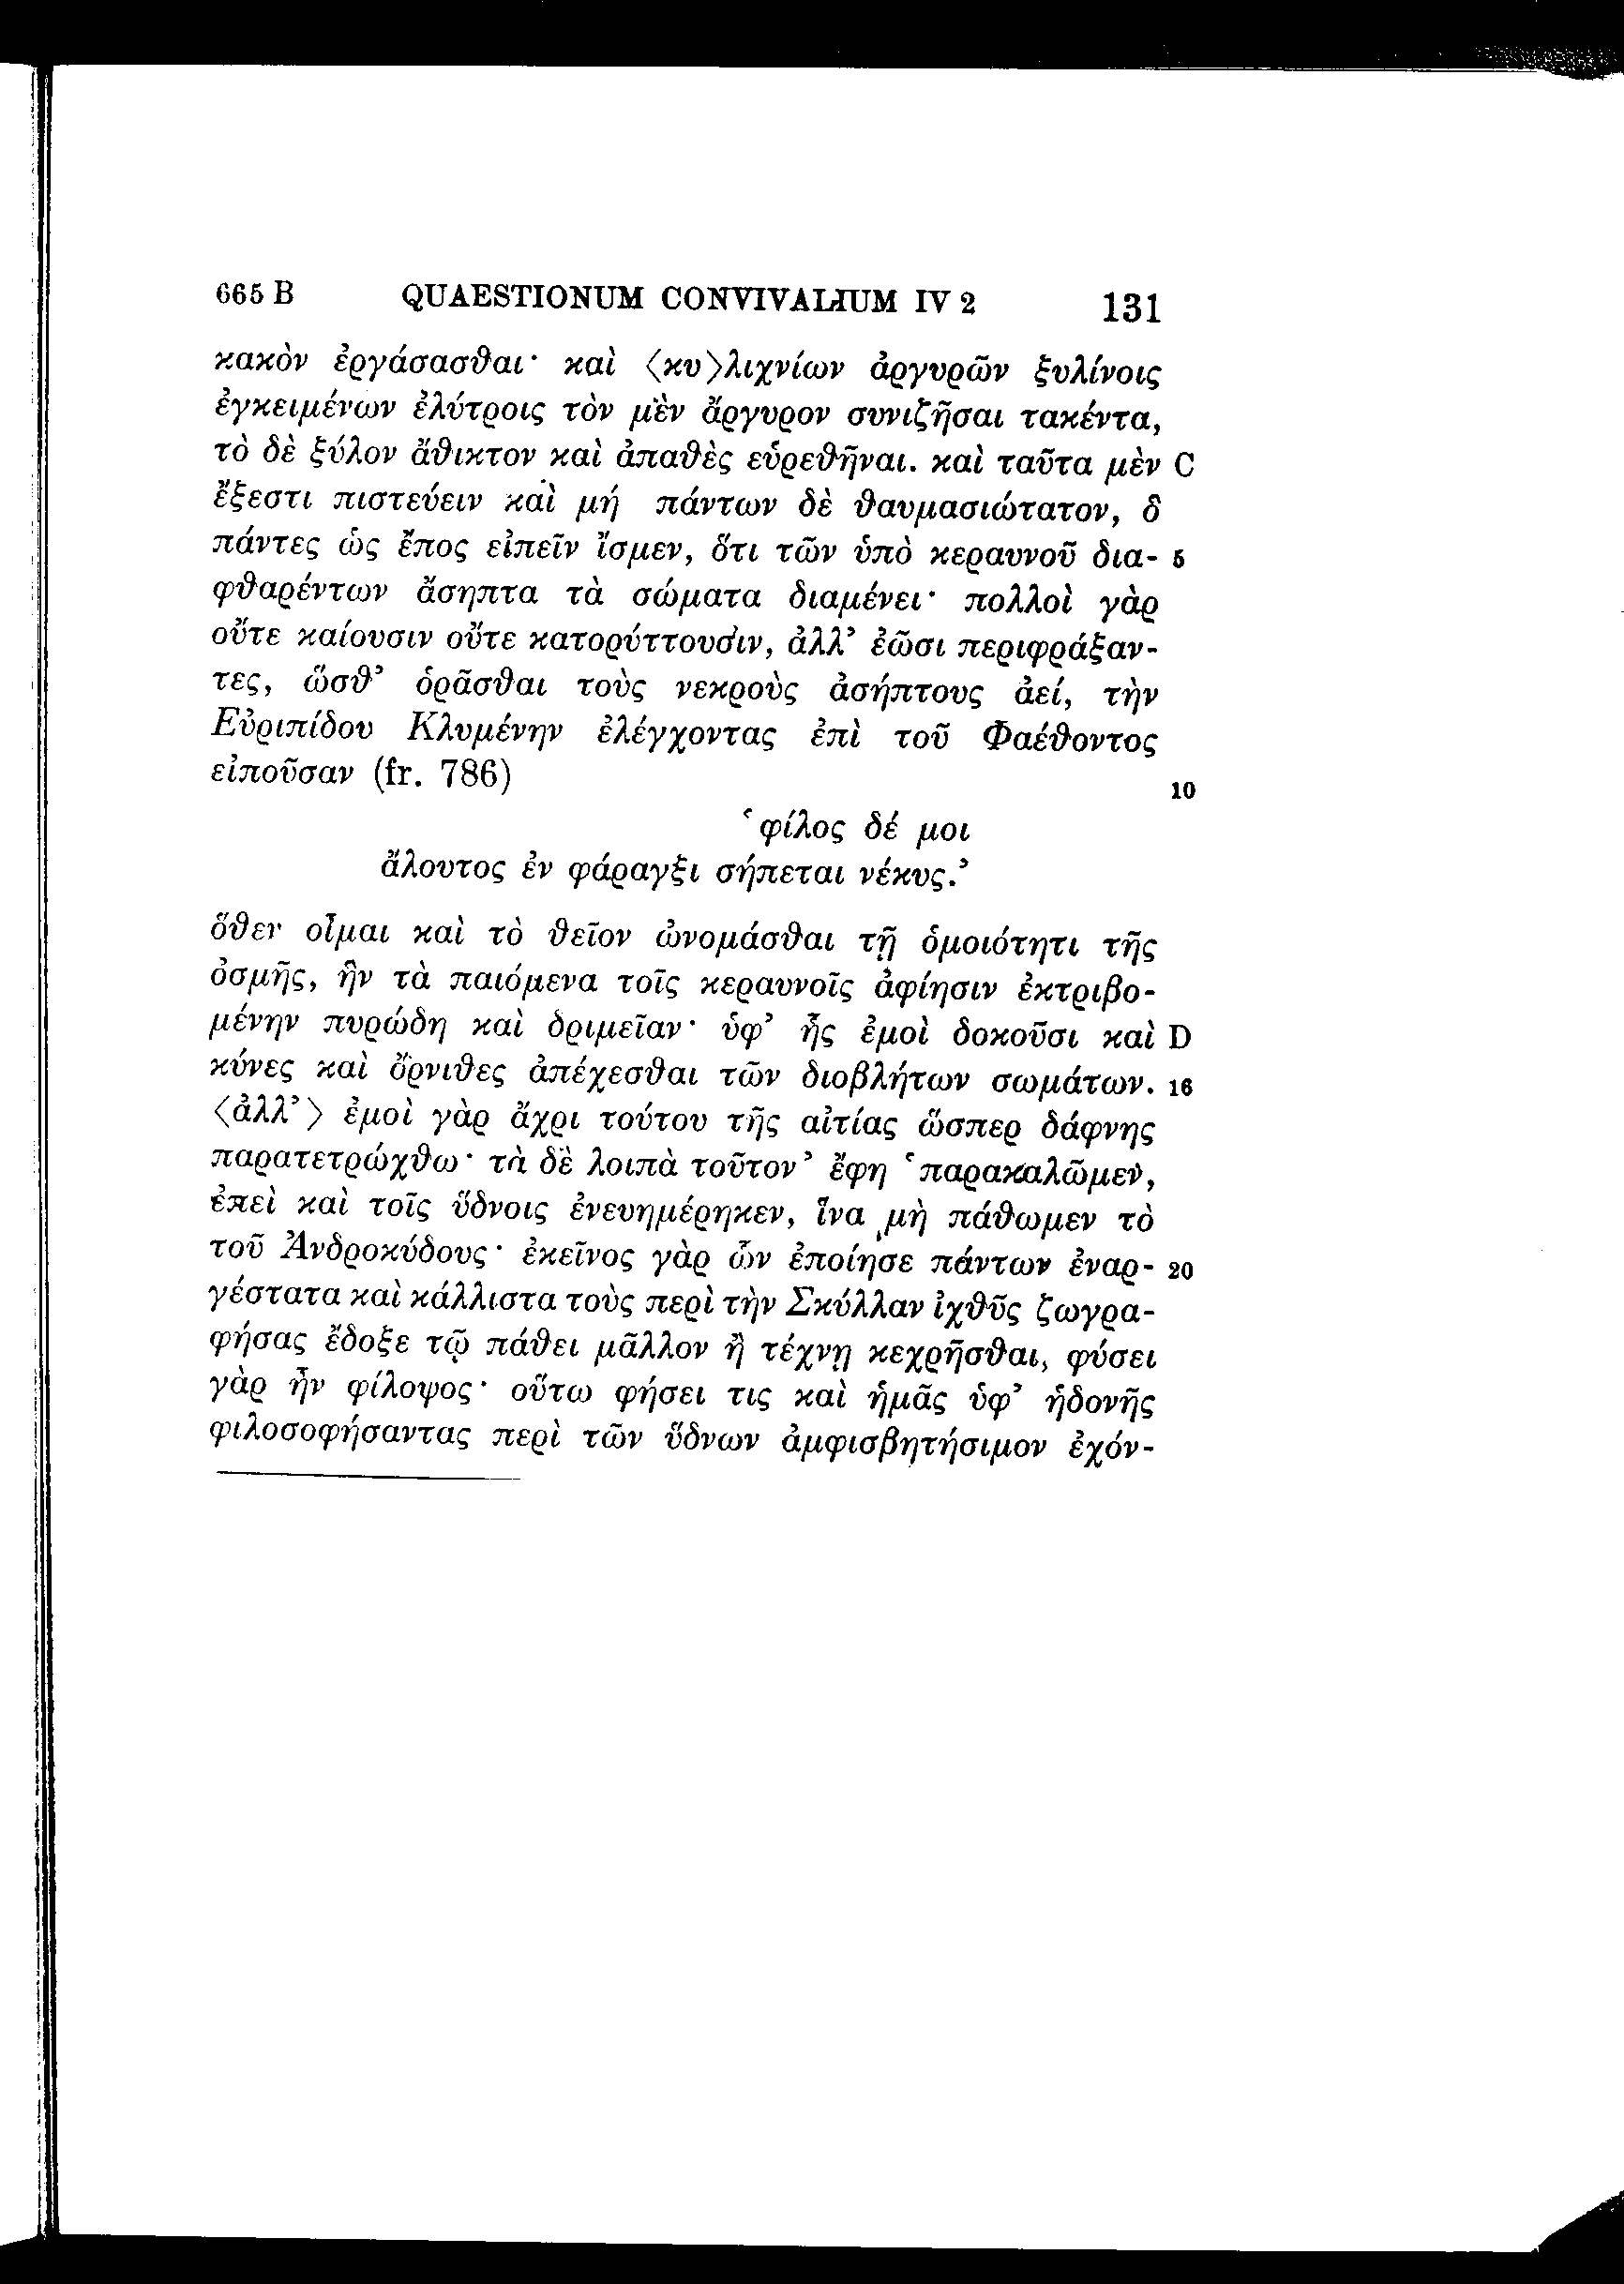 665 B QUAESTIONUM CONVIVALIUM IV 2 131
κακὸν ἐργάσασθαι· καὶ ⟨κυ⟩λιχνίων ἀργυρῶν ξυλίνοις
ἐγκειμένων ἐλύτροις τὸν μὲν ἄργυρον συνιζῆσαι τακέντα,
τὸ δὲ ξύλον ἄθικτον καὶ ἀπαθὲς εὑρεθῆναι. καὶ ταῦτα μὲν C
ἔξεστι πιστεύειν καὶ μή πάντων δὲ θαυμασιώτατον, ὃ
πάντες ὡς ἔπος εἰπεῖν ἴσμεν, ὅτι τῶν ὑπὸ κεραυνοῦ δια- 5
φθαρέντων ἄσηπτα τὰ σώματα διαμένει· πολλοὶ γὰρ
οὔτε καίουσιν οὔτε κατορύττουσιν, ἀλλ’ ἐῶσι περιφράξαν-
τες, ὥσθ’ ὁρᾶσθαι τοὺς νεκροὺς ἀσήπτους ἀεί, τὴν
Εὐριπίδου Κλυμένην ἐλέγχοντας ἐπὶ τοῦ Φαέθοντος
εἰποῦσαν (fr. 786) 10
‘φίλος δέ μοι
ἄλουτος ἐν φάραγξι σήπεται νέκυς.’
ὅθεν οἶμαι καὶ τὸ θεῖον ὠνομάσθαι τῇ ὁμοιότητι τῆς
ὀσμῆς, ἣν τὰ παιόμενα τοῖς κεραυνοῖς ἀφίησιν ἐκτριβο-
μένην πυρώδη καὶ δριμεῖαν· ὑφ’ ἧς ἐμοὶ δοκοῦσι καὶ D
κύνες καὶ ὄρνιθες ἀπέχεσθαι τῶν διοβλήτων σωμάτων. 16
⟨ἀλλ’⟩ ἐμοὶ γὰρ ἄχρι τούτου τῆς αἰτίας ὥσπερ δάφνης
παρατετρώχθω· τὰ δὲ λοιπὰ τοῦτον’ ἔφη ‘παρακαλῶμεν,
ἐπεὶ καὶ τοῖς ὕδνοις ἐνευημέρηκεν, ἵνα μὴ πάθωμεν τὸ
τοῦ Ἀνδροκύδους· ἐκεῖνος γὰρ ὧν ἐποίησε πάντων ἐναρ- 20
γέστατα καὶ κάλλιστα τοὺς περὶ τὴν Σκύλλαν ἰχθῦς ζωγρα-
φήσας ἔδοξε τῷ πάθει μᾶλλον ἢ τέχνῃ κεχρῆσθαι, φύσει
γὰρ ἦν φίλοψος· οὕτω φήσει τις καὶ ἡμᾶς ὑφ’ ἡδονῆς
φιλοσοφήσαντας περὶ τῶν ὕδνων ἀμφισβητήσιμον ἐχόν-